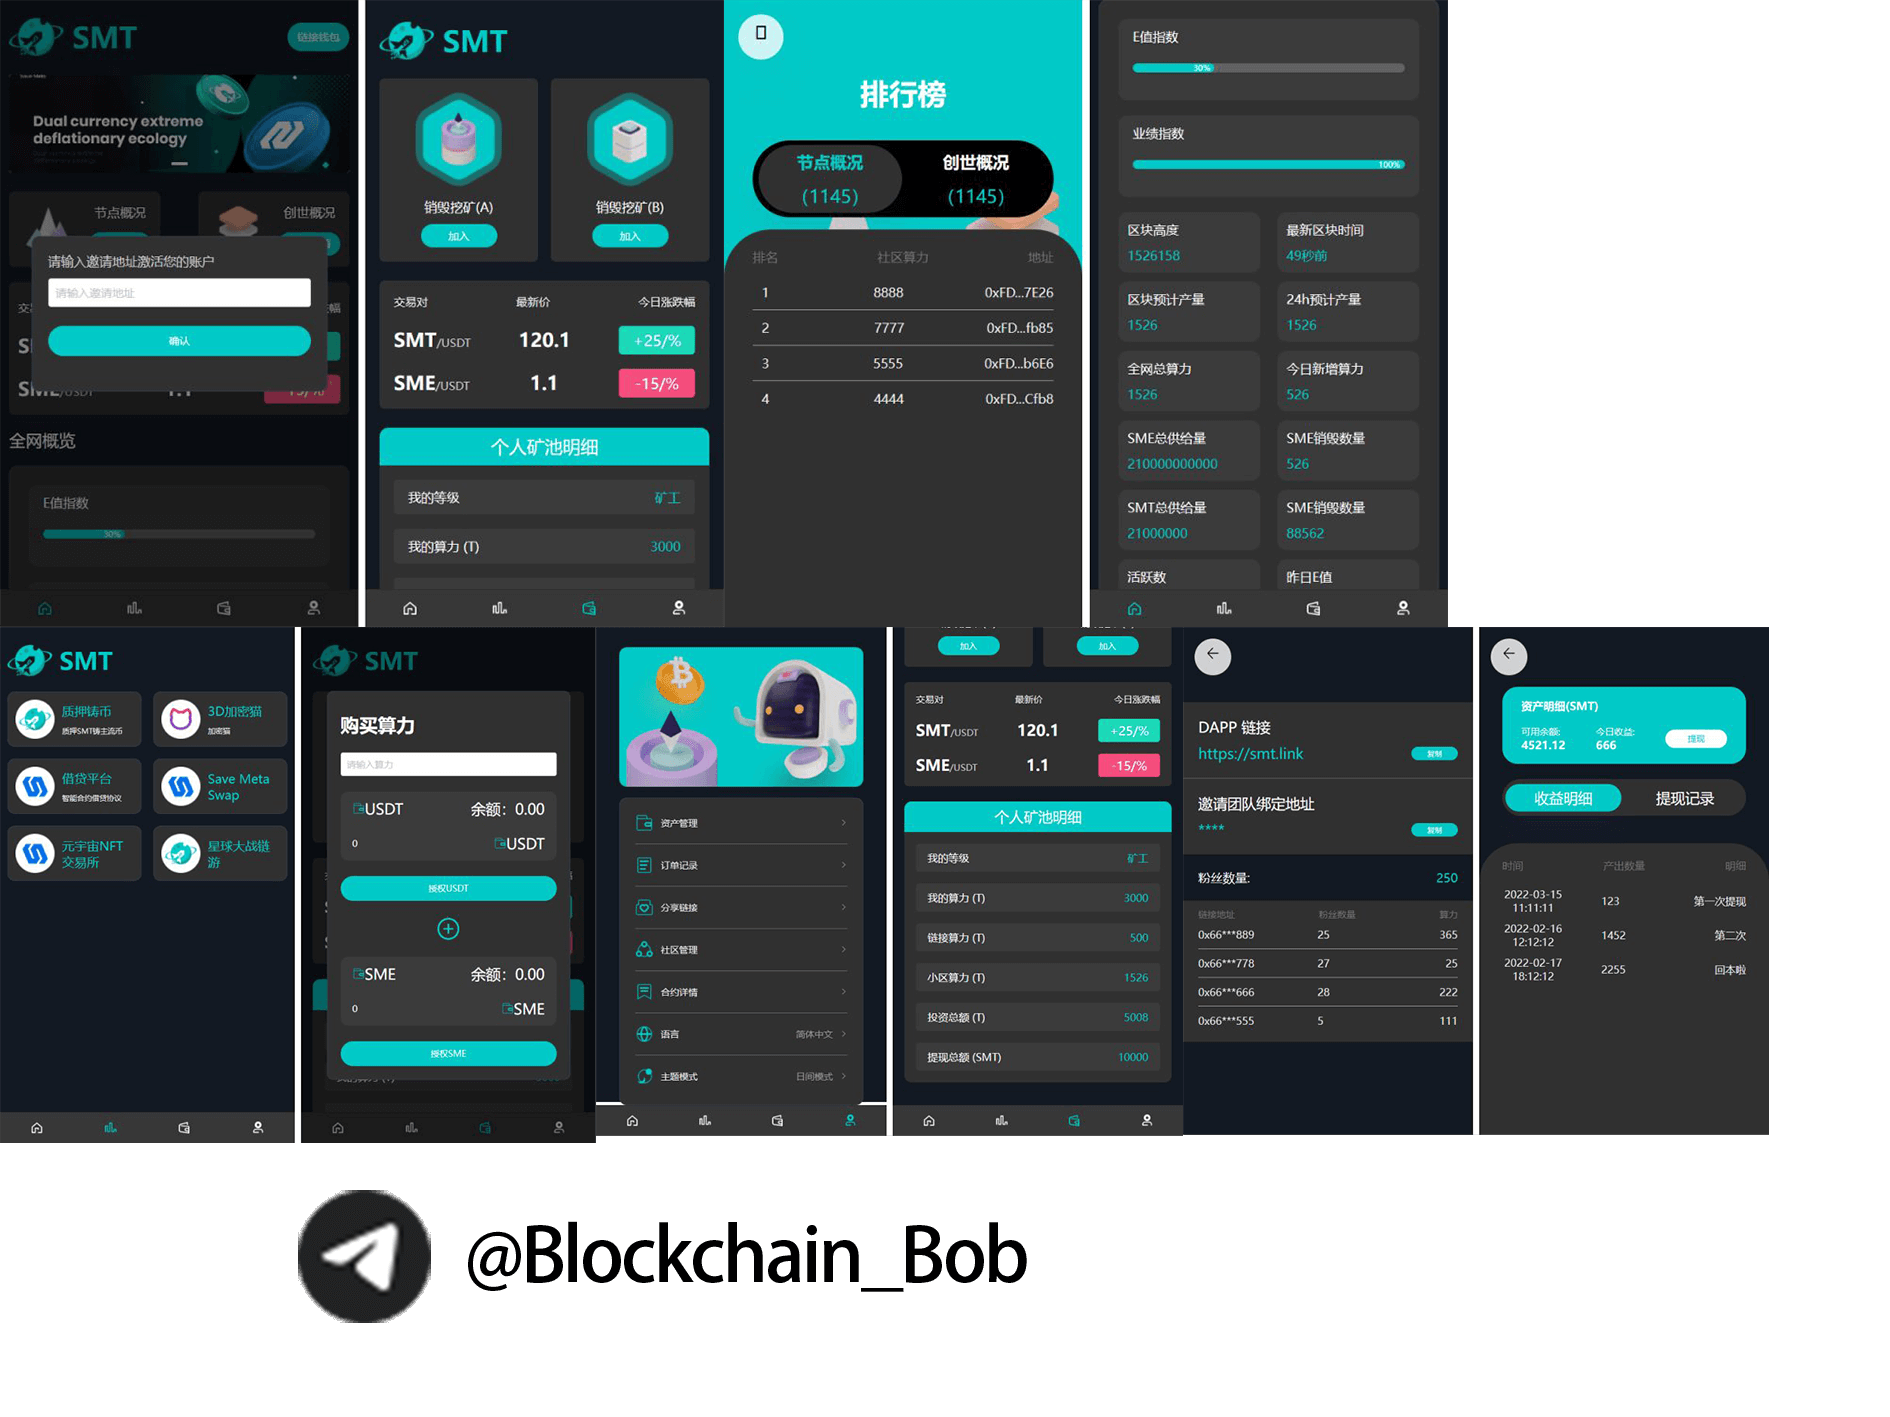 SMT
链接钱包
Dual currency extreme
deflationary ecology
节点概况
创世概况
请输入邀请地址激活您的账户
请输入邀请地址
确认
全网概览
E值指数
30%
SMT
销毁挖矿(A)
销毁挖矿(B)
加入
加入
交易对 最新价 今日涨跌幅
SMT/USDT 120.1 +25/%
SME/USDT 1.1 -15/%
个人矿池明细
我的等级 矿工
我的算力 (T) 3000
排行榜
节点概况 创世概况
(1145) (1145)
排名 社区算力 地址
1 8888 0xFD...7E26
2 7777 0xFD...fb85
3 5555 0xFD...b6E6
4 4444 0xFD...Cfb8
E值指数
30%
业绩指数
100%
区块高度 最新区块时间
1526158 49秒前
区块预计产量 24h预计产量
1526 1526
全网总算力 今日新增算力
1526 526
SME总供给量 SME销毁数量
210000000000 526
SMT总供给量 SME销毁数量
21000000 88562
活跃数 昨日E值
SMT
质押铸币
质押SMT铸主流币
3D加密猫
加密猫
借贷平台
智能合约借贷协议
Save Meta
Swap
元宇宙NFT
交易所
星球大战链
游
SMT
购买算力
请输入算力
USDT 余额：0.00
0 USDT
授权USDT
SME 余额：0.00
0 SME
授权SME
资产管理
订单记录
分享链接
社区管理
合约详情
语言 简体中文
主题模式 日间模式
加入 加入
交易对 最新价 今日涨跌幅
SMT/USDT 120.1 +25/%
SME/USDT 1.1 -15/%
个人矿池明细
我的等级 矿工
我的算力 (T) 3000
链接算力 (T) 500
小区算力 (T) 1526
投资总额 (T) 5008
提现总额 (SMT) 10000
DAPP 链接
https://smt.link 复制
邀请团队绑定地址
**** 复制
粉丝数量: 250
链接地址 粉丝数量 算力
0x66***889 25 365
0x66***778 27 25
0x66***666 28 222
0x66***555 5 111
资产明细(SMT)
可用余额: 今日收益:
4521.12 666 提现
收益明细 提现记录
时间 产出数量 明细
2022-03-15
11:11:11 123 第一次提现
2022-02-16
12:12:12 1452 第二次
2022-02-17
18:12:12 2255 回本啦
@Blockchain_Bob